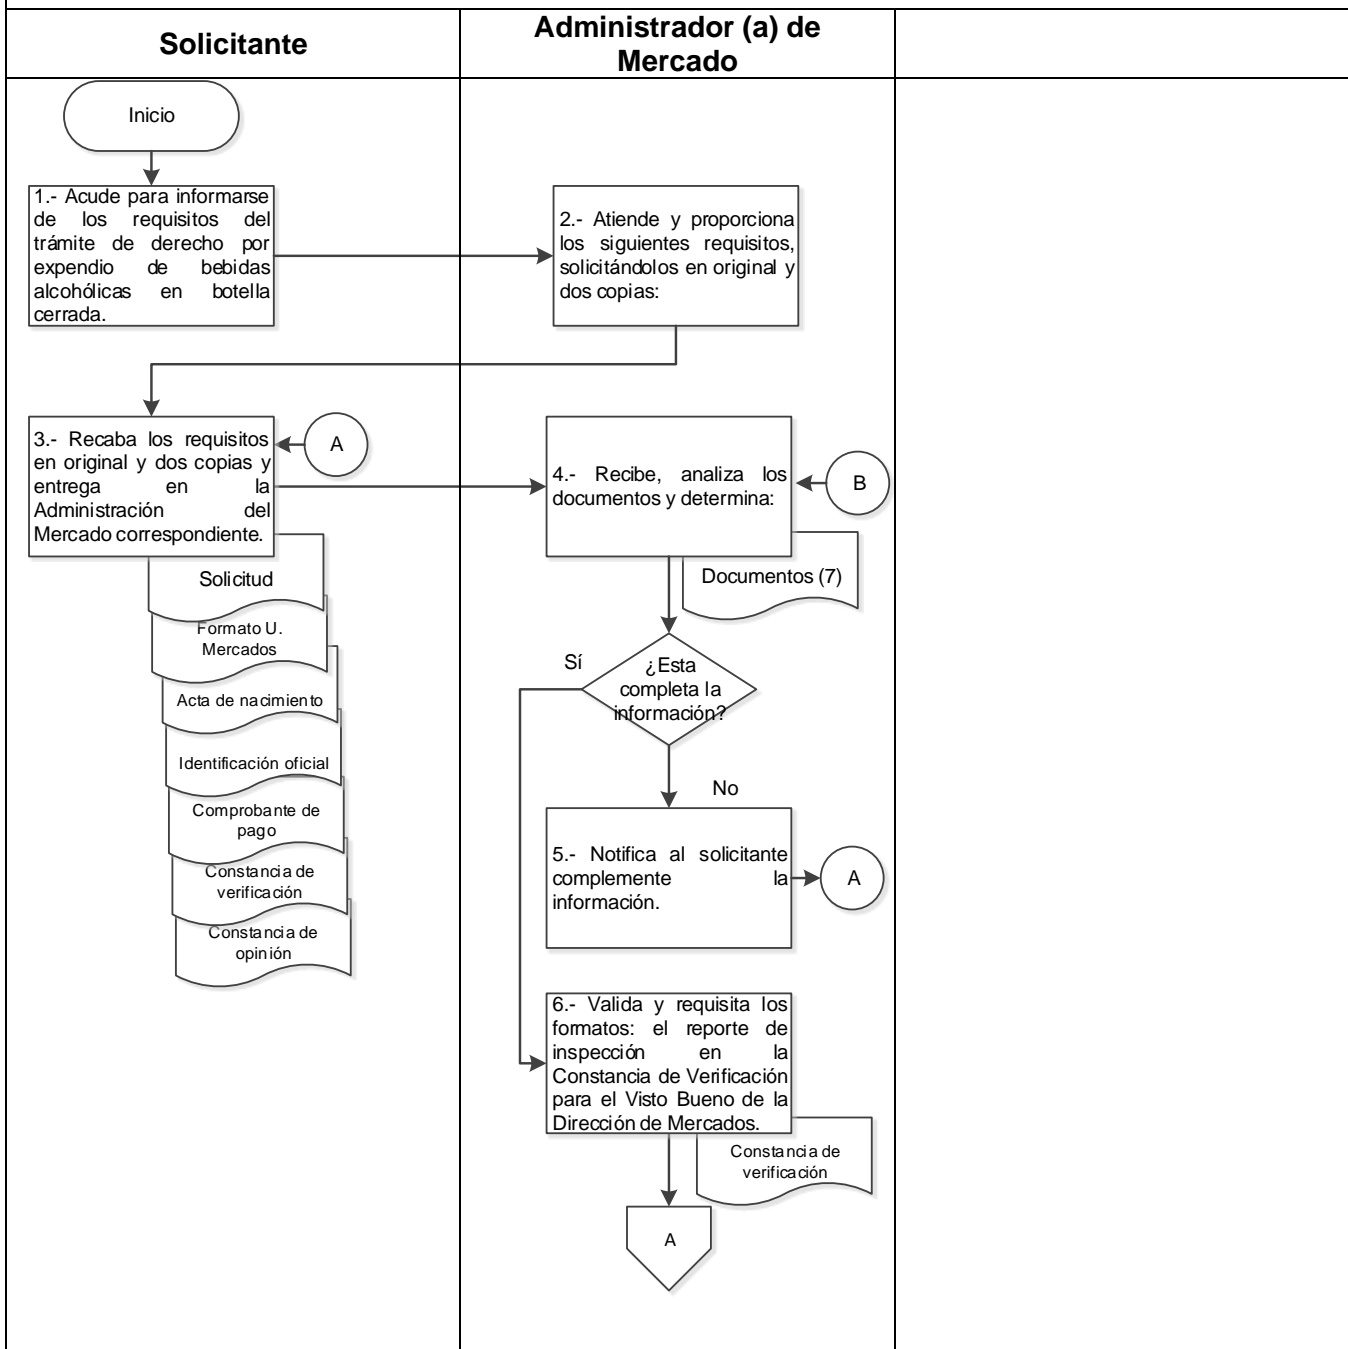 Solicitante
Administrador (a) de
Mercado
Inicio
1.- Acude para informarse
de los requisitos del
trámite de derecho por
expendio de bebidas
alcohólicas en botella
cerrada.
2.- Atiende y proporciona
los siguientes requisitos,
solicitándolos en original y
dos copias:
3.- Recaba los requisitos
en original y dos copias y
entrega en la
Administración del
Mercado correspondiente.
A
4.- Recibe, analiza los
documentos y determina:
B
Solicitud
Formato U.
Mercados
Acta de nacimiento
Identificación oficial
Comprobante de
pago
Constancia de
verificación
Constancia de
opinión
Documentos (7)
Sí
¿Esta
completa la
información?
No
5.- Notifica al solicitante
complemente la
información.
A
6.- Valida y requisita los
formatos: el reporte de
inspección en la
Constancia de Verificación
para el Visto Bueno de la
Dirección de Mercados.
Constancia de
verificación
A